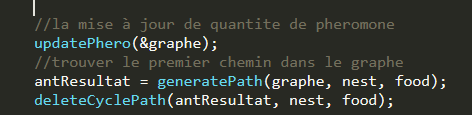 //la mise à jour de quantite de pheromone
updatePhero(&graphe);
//trouver le premier chemin dans le graphe
antResultat = generatePath(graphe, nest, food);
deleteCyclePath(antResultat, nest, food);